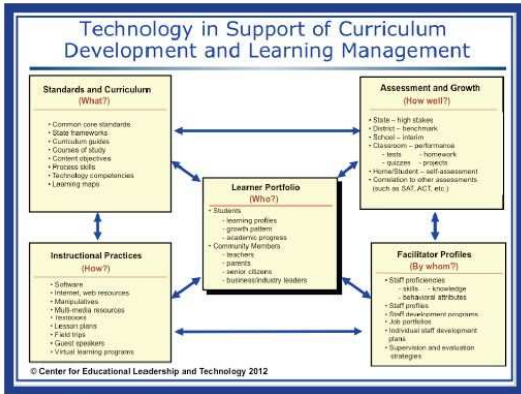 Technology in Support of Curriculum
Development and Learning Management
Standards and Curriculum
(What?)
• Common core standards
• State frameworks
• Curriculum guides
• Courses of study
• Content objectives
• Process skills
• Technology competencies
• Learning maps
Assessment and Growth
(How well?)
• State – high stakes
• District – benchmark
• School – interim
• Classroom – performance
- tests - homework
- quizzes - projects
• Home/Student – self-assessment
• Correlation to other assessments
(such as SAT, ACT, etc.)
Learner Portfolio
(Who?)
• Students
- learning profiles
- growth pattern
- academic progress
• Community Members
- teachers
- parents
- senior citizens
- business/industry leaders
Instructional Practices
(How?)
• Software
• Internet, web resources
• Manipulatives
• Multi-media resources
• Textbooks
• Lesson plans
• Field trips
• Guest speakers
• Virtual learning programs
Facilitator Profiles
(By whom?)
• Staff proficiencies
- skills - knowledge
- behavioral attributes
• Staff profiles
• Staff development programs
• Job portfolios
• Individual staff development
plans
• Supervision and evaluation
strategies
© Center for Educational Leadership and Technology 2012